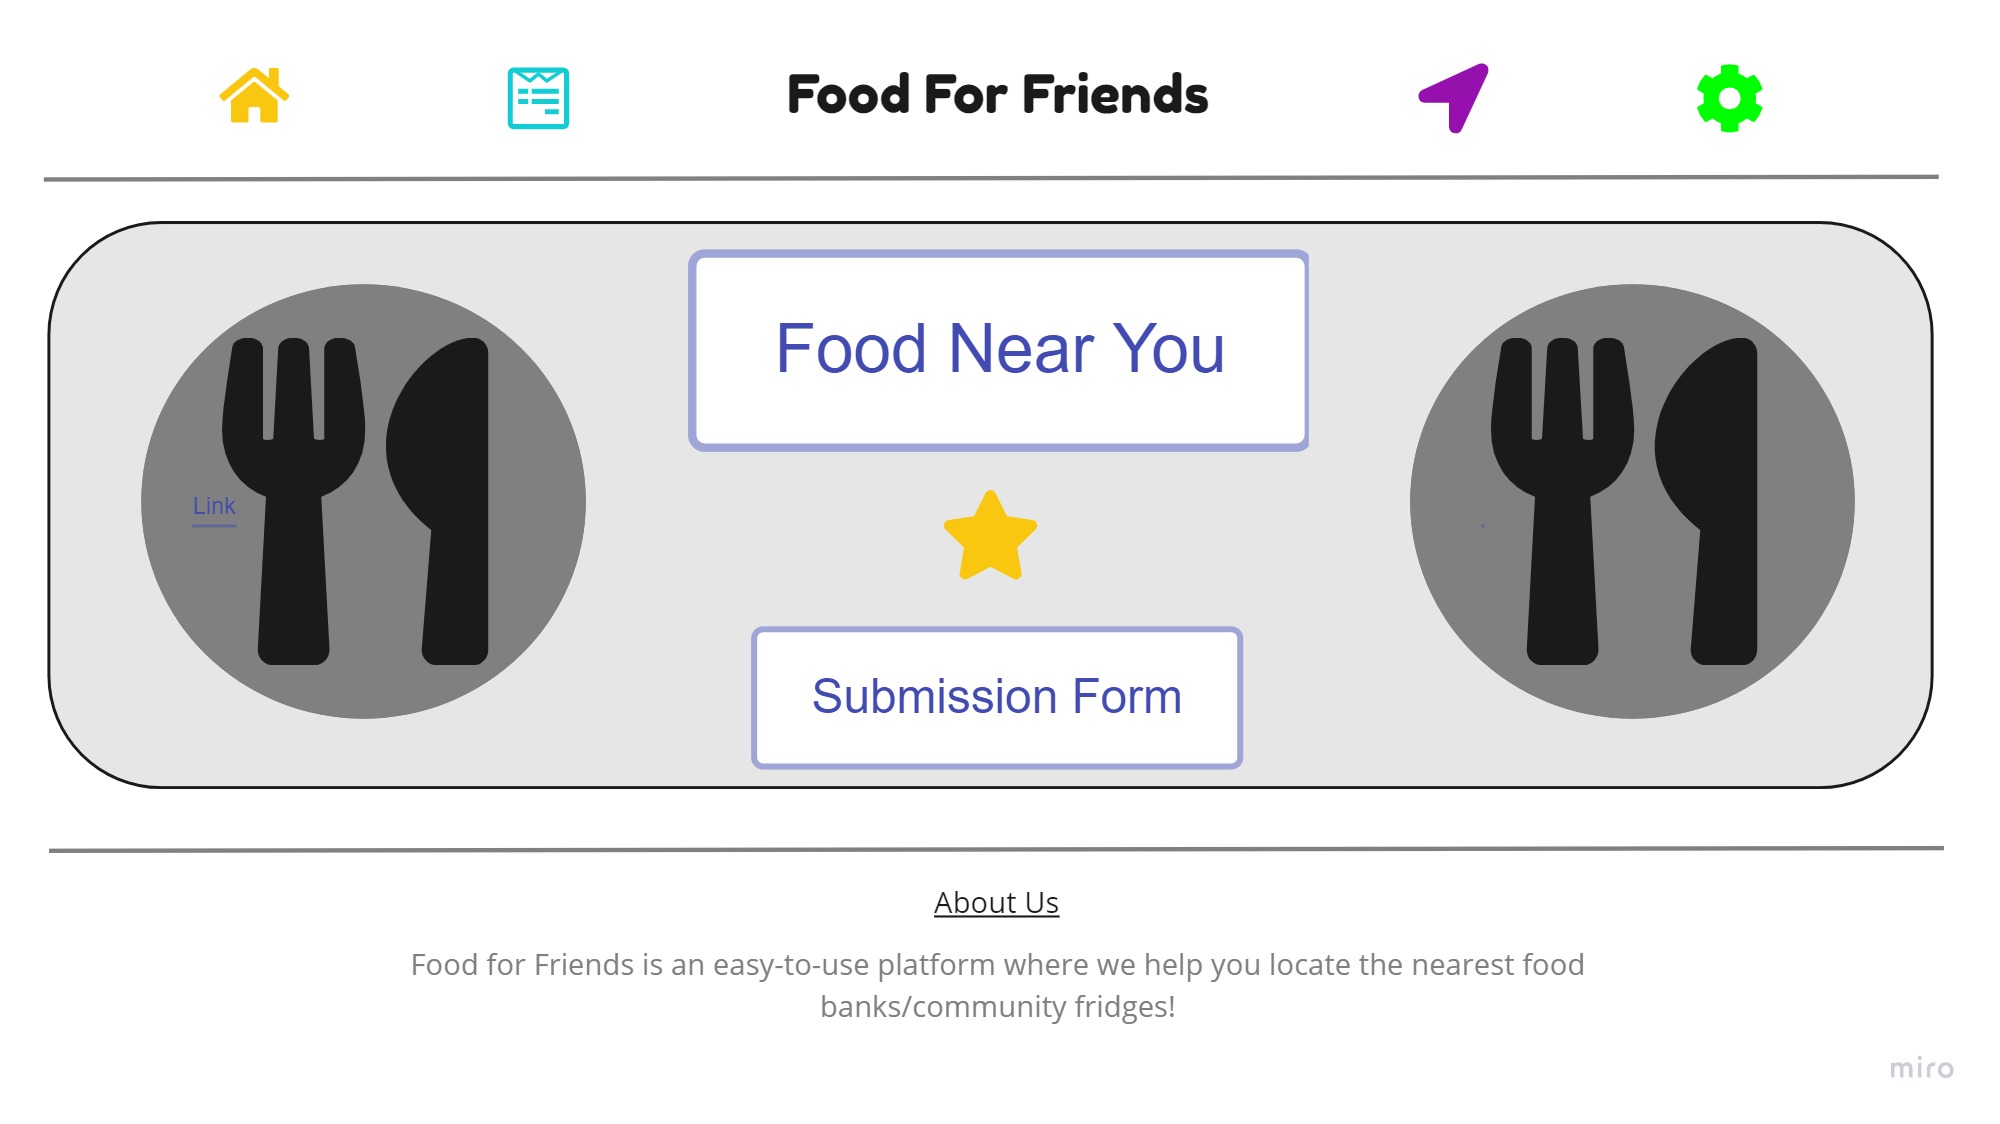 Food For Friends
Food Near You
Link
Submission Form
About Us
Food for Friends is an easy-to-use platform where we help you locate the nearest food
banks/community fridges!
miro